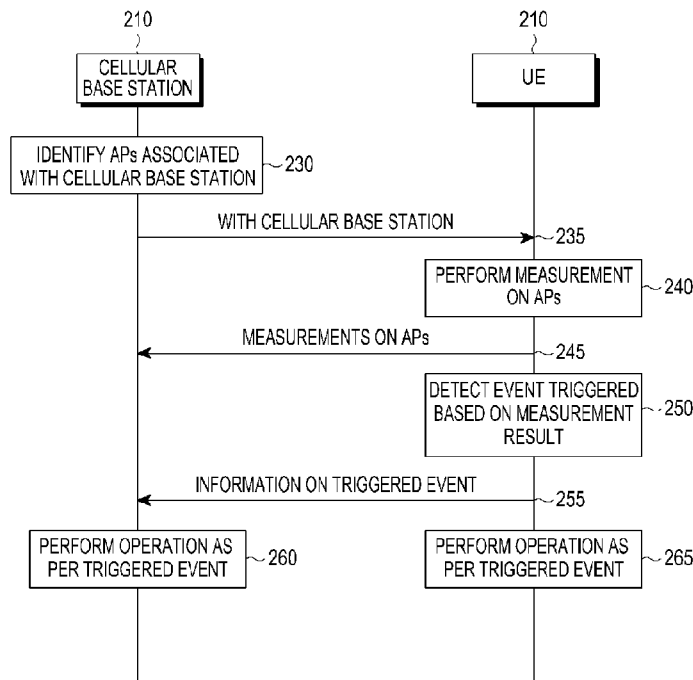 210
210
CELLULAR
BASE STATION
UE
IDENTIFY APs ASSOCIATED
WITH CELLULAR BASE STATION
230
WITH CELLULAR BASE STATION
235
PERFORM MEASUREMENT
ON APs
240
MEASUREMENTS ON APs
245
DETECT EVENT TRIGGERED
BASED ON MEASUREMENT
RESULT
250
INFORMATION ON TRIGGERED EVENT
255
PERFORM OPERATION AS
PER TRIGGERED EVENT
260
PERFORM OPERATION AS
PER TRIGGERED EVENT
265